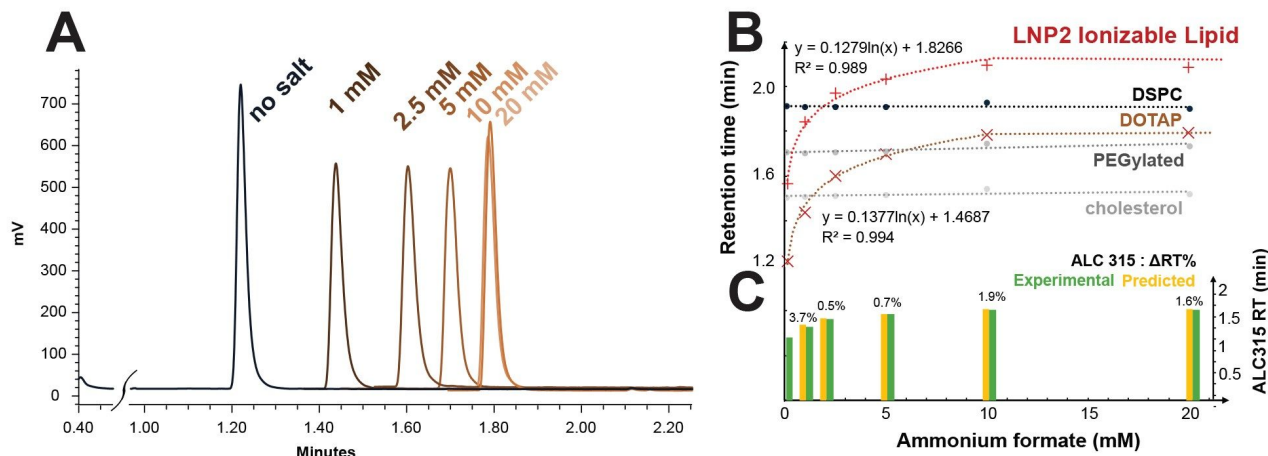 A
no salt
1 mM
2.5 mM
5 mM
10 mM
20 mM
700
600
500
400
300
200
100
0
mV
0.40 1.00 1.20 1.40 1.60 1.80 2.00 2.20
Minutes
B
LNP2 Ionizable Lipid
y = 0.1279ln(x) + 1.8266
R² = 0.989
DSPC
DOTAP
PEGylated
cholesterol
y = 0.1377ln(x) + 1.4687
R² = 0.994
2.0
1.6
1.2
Retention time (min)
C
ALC 315 : ΔRT%
Experimental Predicted
3.7% 0.5% 0.7% 1.9% 1.6%
2
1.5
1
0.5
ALC315 RT (min)
0 5 10 15 20
Ammonium formate (mM)